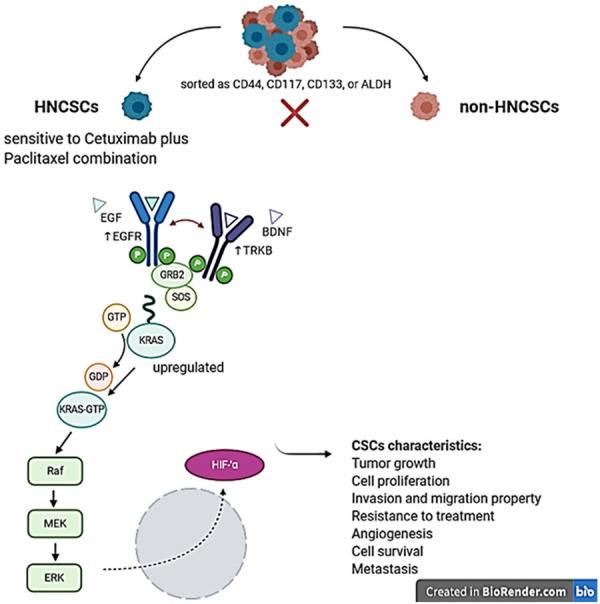 sorted as CD44, CD117, CD133, or ALDH
HNCSCs
non-HNCSCs
sensitive to Cetuximab plus
Paclitaxel combination
EGF
↑EGFR
BDNF
↑TRKB
P
P
P
P
GRB2
SOS
GTP
KRAS
upregulated
GDP
KRAS-GTP
Raf
MEK
ERK
HIF-'α
CSCs characteristics:
Tumor growth
Cell proliferation
Invasion and migration property
Resistance to treatment
Angiogenesis
Cell survival
Metastasis
Created in BioRender.com bio